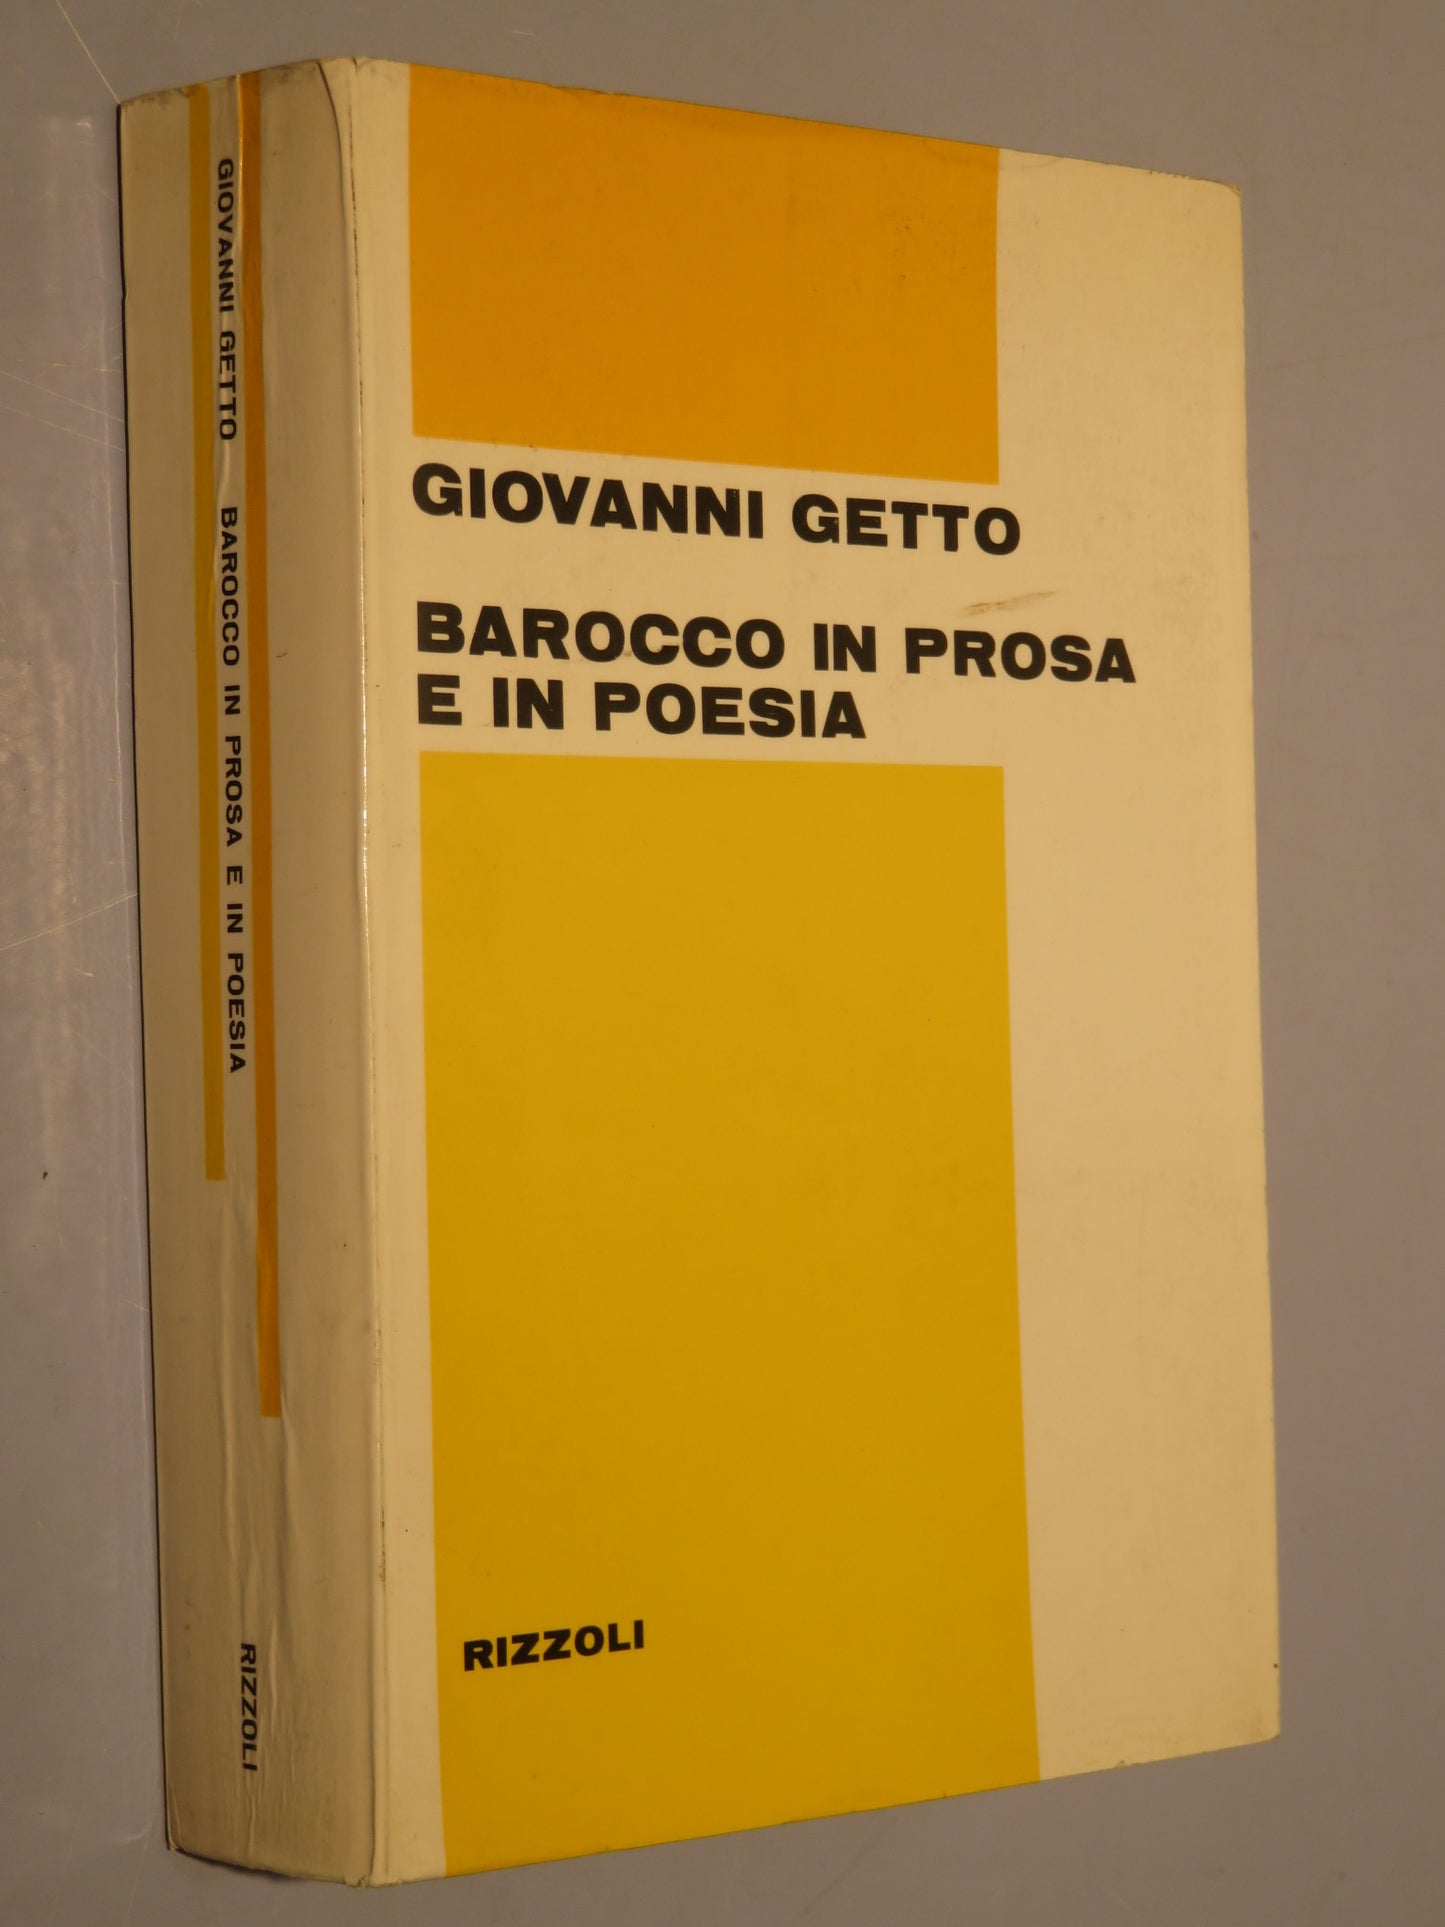 GIOVANNI GETTO BAROCCO IN PROSA E IN POESIA RIZZOLI
GIOVANNI GETTO
BAROCCO IN PROSA
E IN POESIA
RIZZOLI